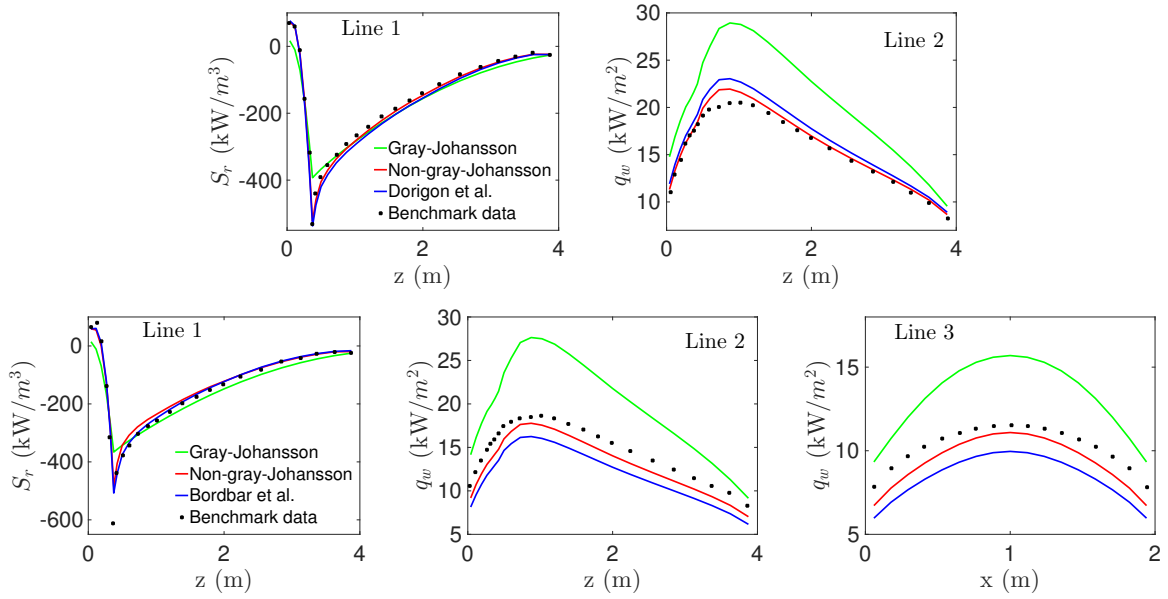 Line 1
S_r (kW/m^3)
0
-200
-400
0
2
4
z (m)
Gray-Johansson
Non-gray-Johansson
Dorigon et al.
Benchmark data
Line 2
q_w (kW/m^2)
30
25
20
15
10
0
2
4
z (m)
Line 1
S_r (kW/m^3)
0
-200
-400
-600
0
2
4
z (m)
Gray-Johansson
Non-gray-Johansson
Bordbar et al.
Benchmark data
Line 2
q_w (kW/m^2)
30
25
20
15
10
5
0
2
4
z (m)
Line 3
q_w (kW/m^2)
15
10
5
0
1
2
x (m)